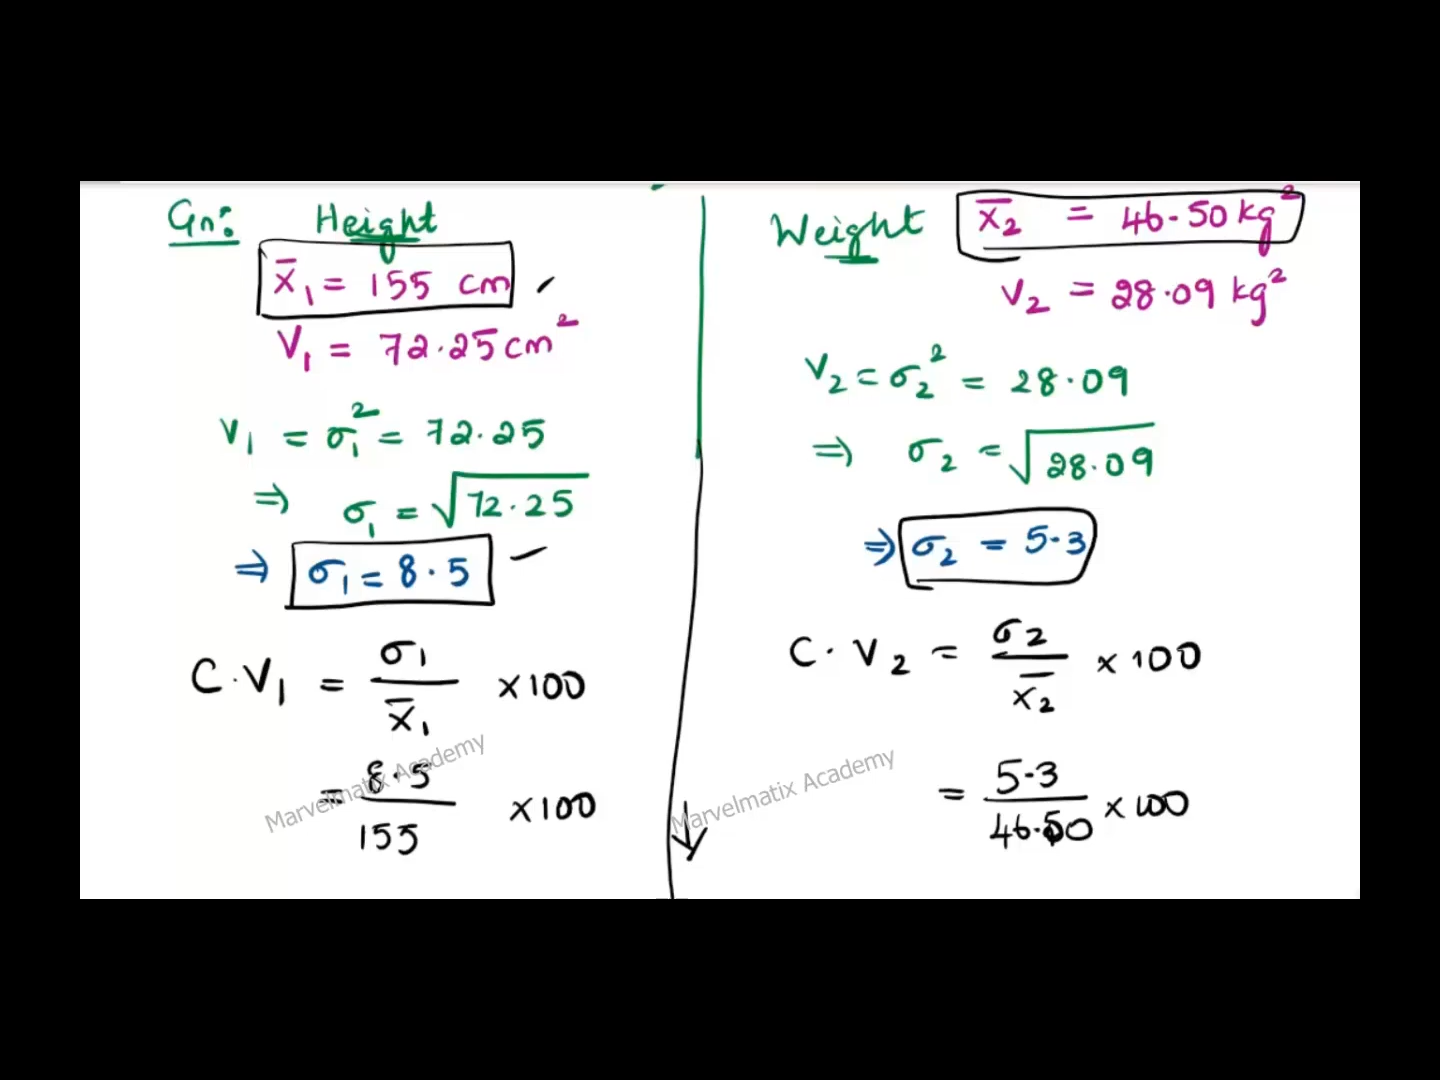 Gn: Height
x̄₁ = 155 cm
V₁ = 72.25 cm²
V₁ = σ₁² = 72.25
⇒ σ₁ = √72.25
⇒ σ₁ = 8.5
C.V₁ = σ₁/x̄₁ × 100
= 8.5/155 × 100
Marvelmatix Academy
Weight x̄₂ = 46.50 kg²
V₂ = 28.09 kg²
V₂ = σ₂² = 28.09
⇒ σ₂ = √28.09
⇒ σ₂ = 5.3
C.V₂ = σ₂/x̄₂ × 100
= 5.3/46.50 × 100
Marvelmatix Academy